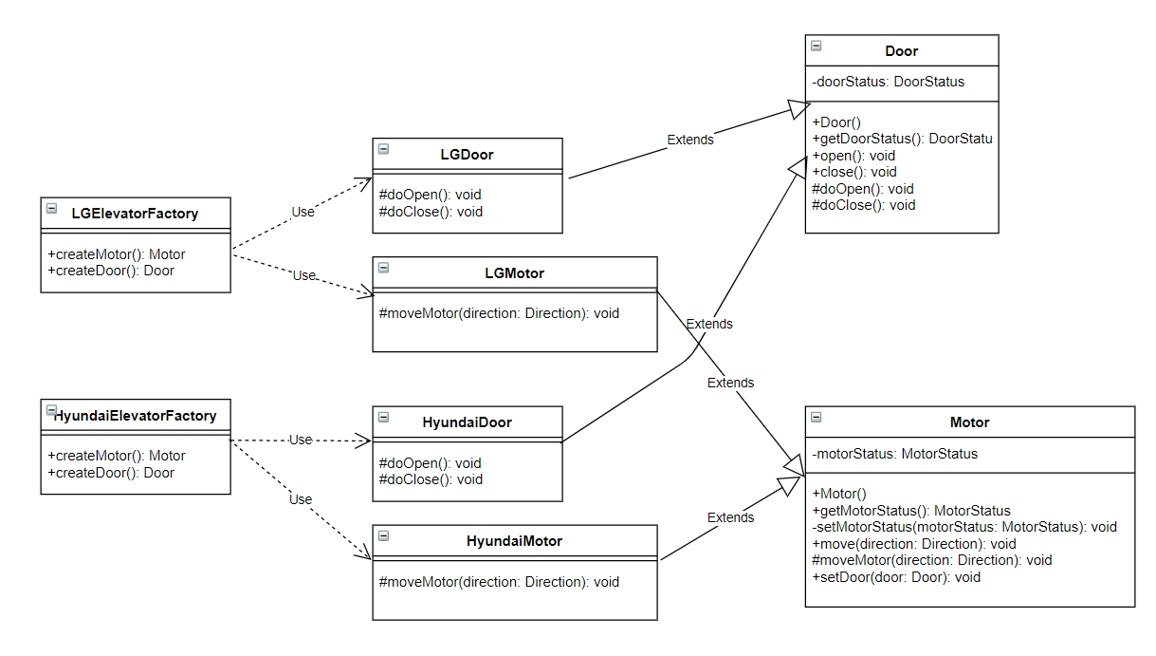 Door
-doorStatus: DoorStatus
+Door()
+getDoorStatus(): DoorStatu
+open(): void
+close(): void
#doOpen(): void
#doClose(): void
Extends
LGDoor
#doOpen(): void
#doClose(): void
LGElevatorFactory
+createMotor(): Motor
+createDoor(): Door
Use
Use
LGMotor
#moveMotor(direction: Direction): void
Extends
Extends
HyundaiElevatorFactory
+createMotor(): Motor
+createDoor(): Door
Use
Use
HyundaiDoor
#doOpen(): void
#doClose(): void
HyundaiMotor
#moveMotor(direction: Direction): void
Extends
Motor
-motorStatus: MotorStatus
+Motor()
+getMotorStatus(): MotorStatus
-setMotorStatus(motorStatus: MotorStatus): void
+move(direction: Direction): void
#moveMotor(direction: Direction): void
+setDoor(door: Door): void